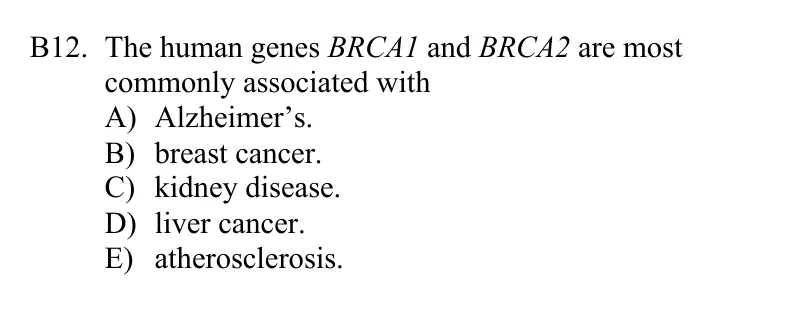 B12. The human genes BRCA1 and BRCA2 are most
commonly associated with
A) Alzheimer’s.
B) breast cancer.
C) kidney disease.
D) liver cancer.
E) atherosclerosis.